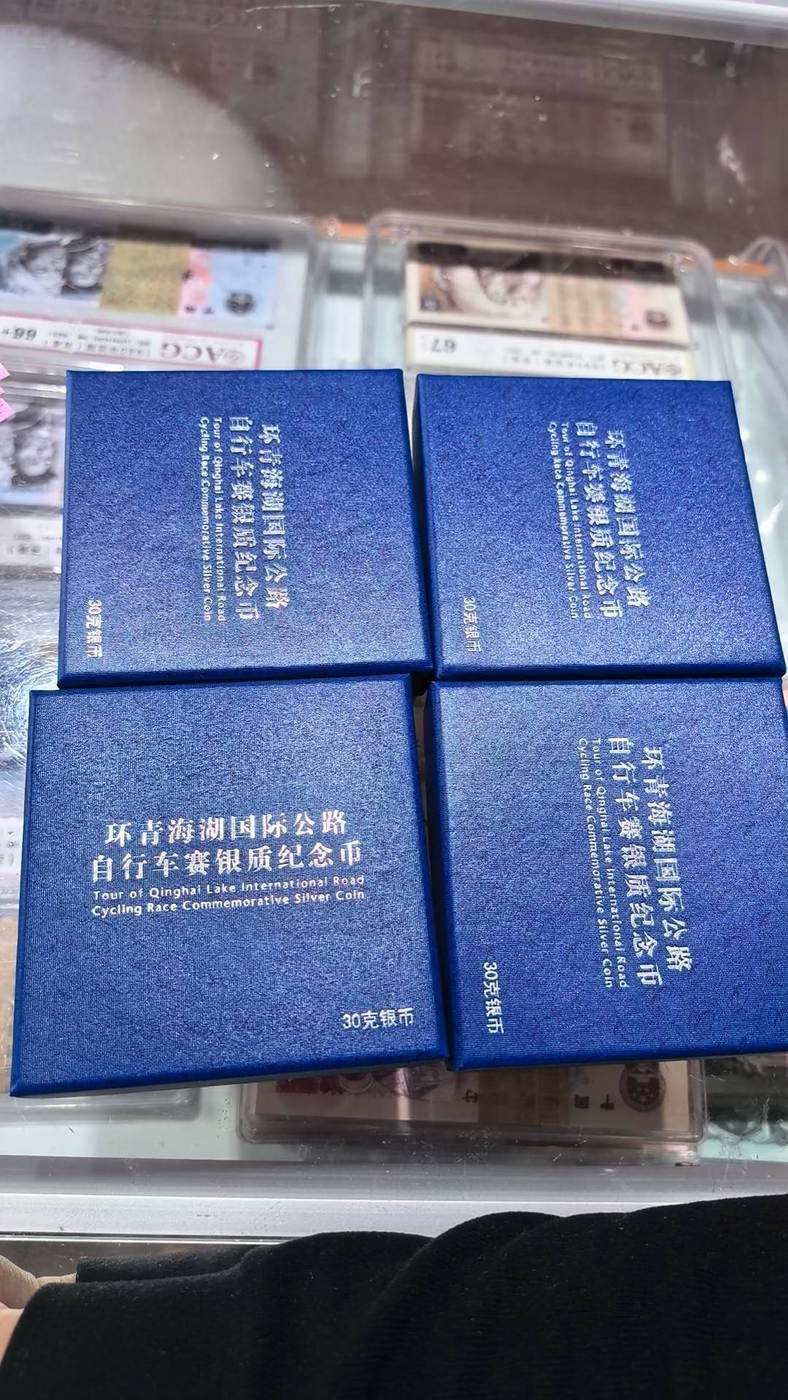 ACG
66
ACG
67
环青海湖国际公路
自行车赛银质纪念币
Tour of Qinghai Lake International Road
Cycling Race Commemorative Silver Coin
30克银币
环青海湖国际公路
自行车赛银质纪念币
Tour of Qinghai Lake International Road
Cycling Race Commemorative Silver Coin
30克银币
环青海湖国际公路
自行车赛银质纪念币
Tour of Qinghai Lake International Road
Cycling Race Commemorative Silver Coin
30克银币
环青海湖国际公路
自行车赛银质纪念币
Tour of Qinghai Lake International Road
Cycling Race Commemorative Silver Coin
30克银币